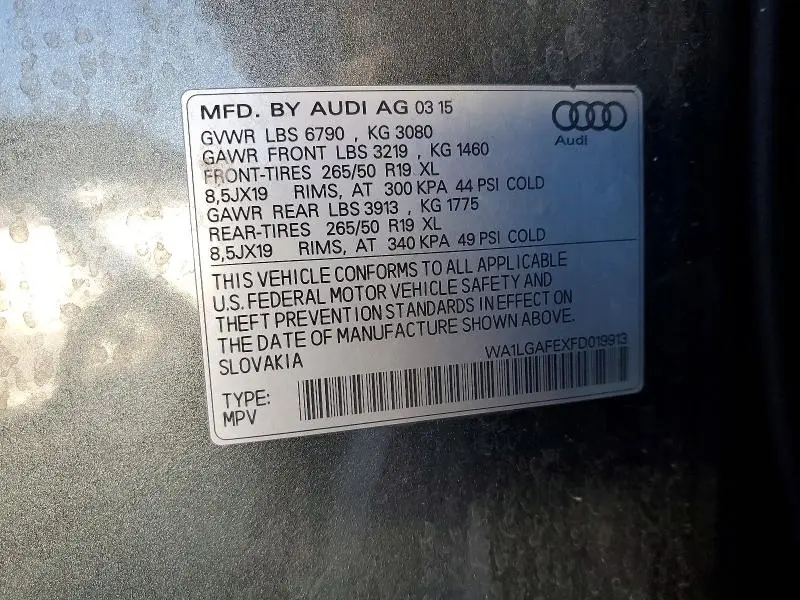 MFD. BY AUDI AG 03 15
GVWR LBS 6790 , KG 3080
GAWR FRONT LBS 3219 , KG 1460
FRONT-TIRES 265/50 R19 XL
8,5JX19 RIMS, AT 300 KPA 44 PSI COLD
GAWR REAR LBS 3913 , KG 1775
REAR-TIRES 265/50 R19 XL
8,5JX19 RIMS, AT 340 KPA 49 PSI COLD
Audi
THIS VEHICLE CONFORMS TO ALL APPLICABLE
U.S. FEDERAL MOTOR VEHICLE SAFETY AND
THEFT PREVENTION STANDARDS IN EFFECT ON
THE DATE OF MANUFACTURE SHOWN ABOVE.
SLOVAKIA
WA1LGAFEXFD019913
TYPE:
MPV